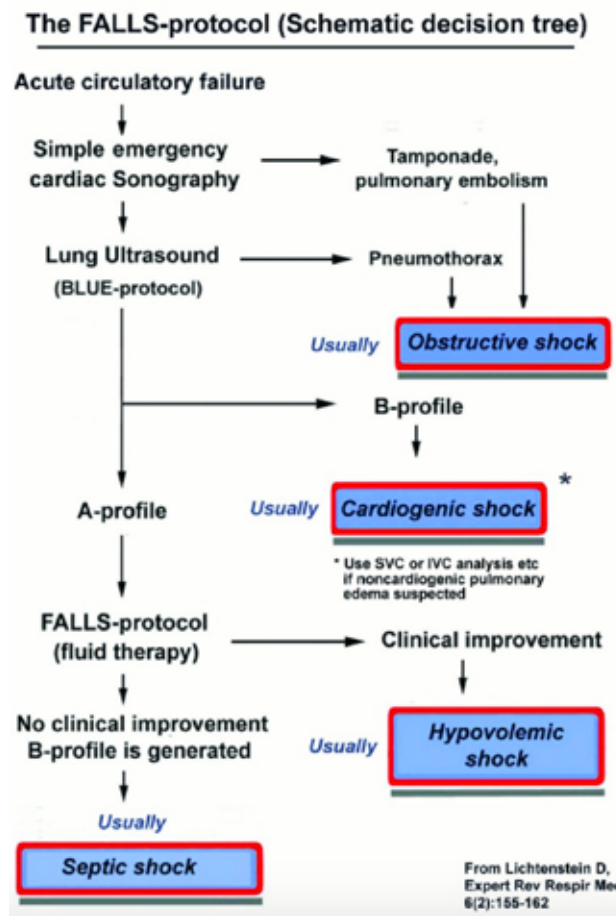 The FALLS-protocol (Schematic decision tree)
Acute circulatory failure
Simple emergency
cardiac Sonography
Tamponade,
pulmonary embolism
Lung Ultrasound
(BLUE-protocol)
Pneumothorax
Usually
Obstructive shock
B-profile
A-profile
Usually
Cardiogenic shock
*
* Use SVC or IVC analysis etc
if noncardiogenic pulmonary
edema suspected
FALLS-protocol
(fluid therapy)
Clinical improvement
No clinical improvement
B-profile is generated
Usually
Hypovolemic
shock
Usually
Septic shock
From Lichtenstein D,
Expert Rev Respir Me
6(2):155-162